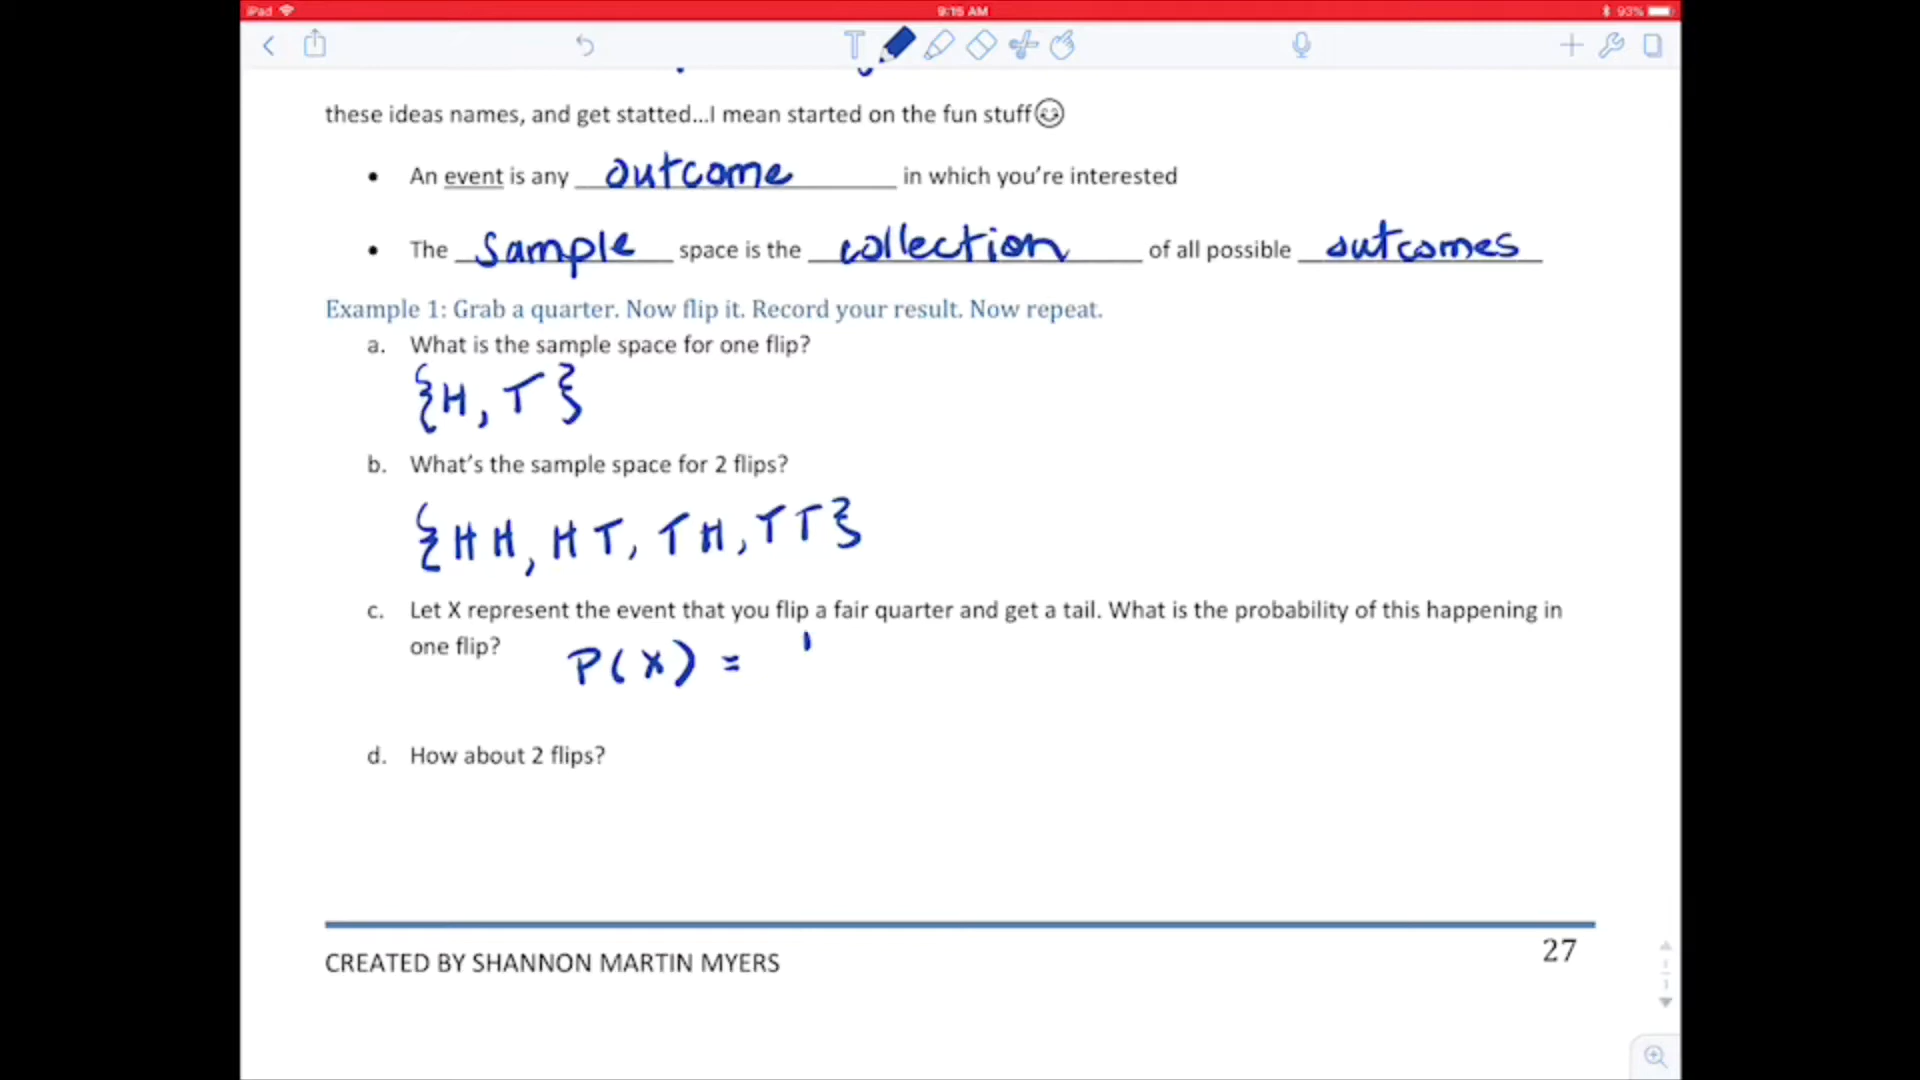 iPad 9:15 AM 93%
these ideas names, and get statted...I mean started on the fun stuff☺
• An event is any outcome in which you're interested
• The sample space is the collection of all possible outcomes
Example 1: Grab a quarter. Now flip it. Record your result. Now repeat.
a. What is the sample space for one flip?
{H, T}
b. What's the sample space for 2 flips?
{HH, HT, TH, TT}
c. Let X represent the event that you flip a fair quarter and get a tail. What is the probability of this happening in
one flip? P(X) =
d. How about 2 flips?
CREATED BY SHANNON MARTIN MYERS
27